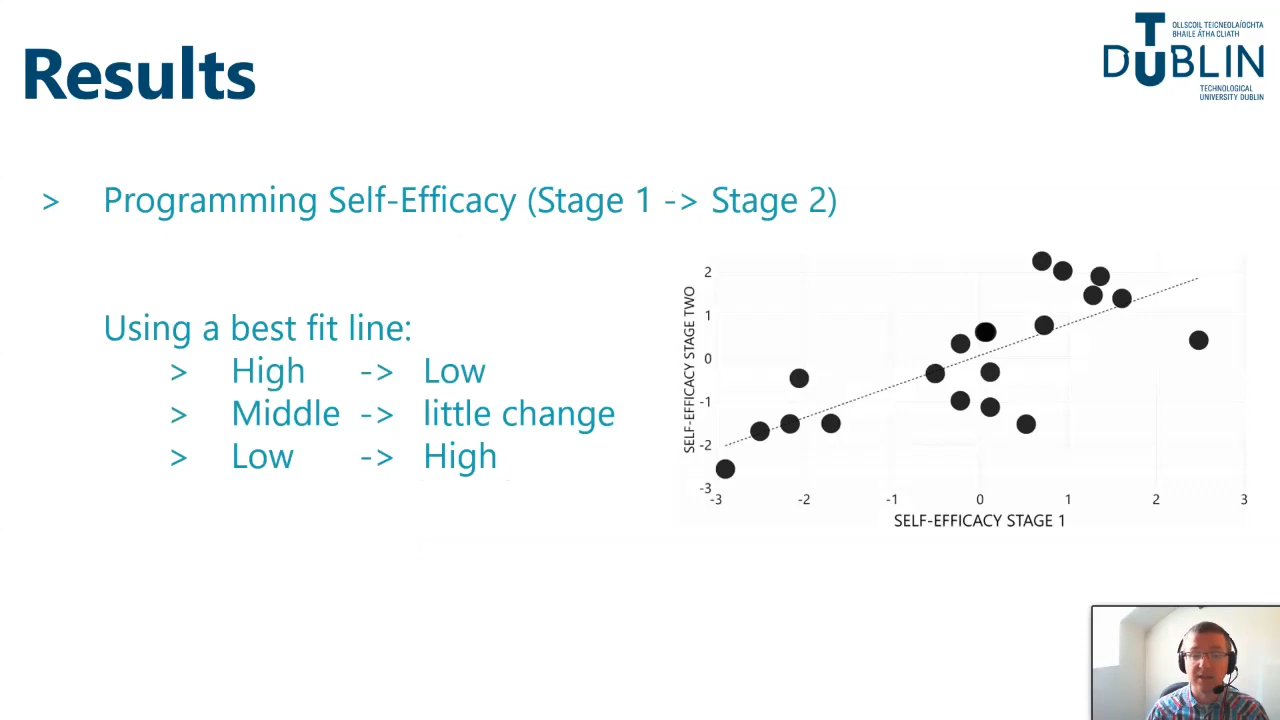 Results
OLLSCOIL TEICNEOLAÍOCHTA
BHAILE ÁTHA CLIATH
TU DUBLIN
TECHNOLOGICAL
UNIVERSITY DUBLIN
> Programming Self-Efficacy (Stage 1 -> Stage 2)
Using a best fit line:
> High -> Low
> Middle -> little change
> Low -> High
SELF-EFFICACY STAGE TWO
2
1
0
-1
-2
-3
-3 -2 -1 0 1 2 3
SELF-EFFICACY STAGE 1